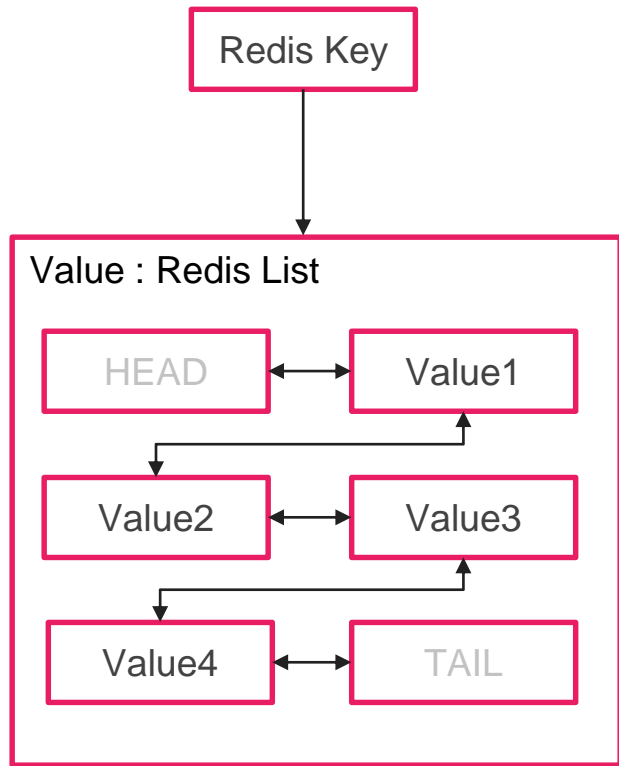 Redis Key
Value : Redis List
HEAD
Value1
Value2
Value3
Value4
TAIL